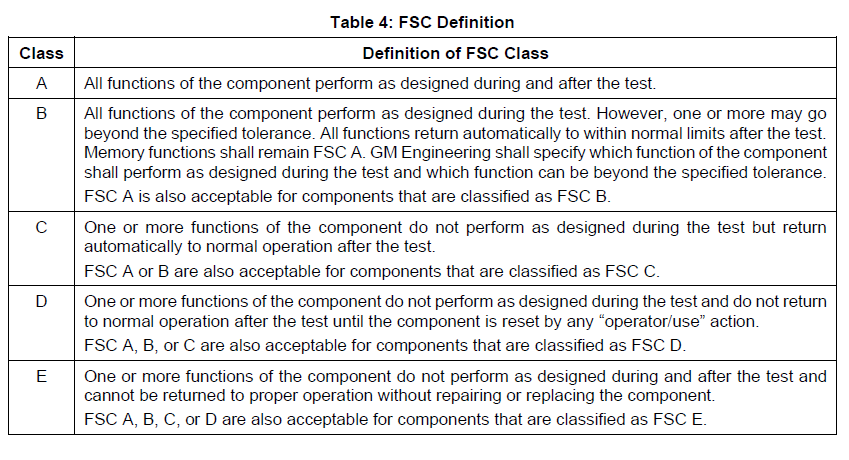 Table 4: FSC Definition
Class
Definition of FSC Class
A
All functions of the component perform as designed during and after the test.
B
All functions of the component perform as designed during the test. However, one or more may go
beyond the specified tolerance. All functions return automatically to within normal limits after the test.
Memory functions shall remain FSC A. GM Engineering shall specify which function of the component
shall perform as designed during the test and which function can be beyond the specified tolerance.
FSC A is also acceptable for components that are classified as FSC B.
C
One or more functions of the component do not perform as designed during the test but return
automatically to normal operation after the test.
FSC A or B are also acceptable for components that are classified as FSC C.
D
One or more functions of the component do not perform as designed during the test and do not return
to normal operation after the test until the component is reset by any “operator/use” action.
FSC A, B, or C are also acceptable for components that are classified as FSC D.
E
One or more functions of the component do not perform as designed during and after the test and
cannot be returned to proper operation without repairing or replacing the component.
FSC A, B, C, or D are also acceptable for components that are classified as FSC E.